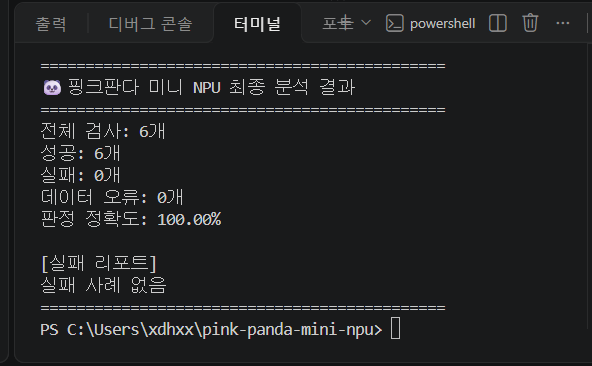 출력 디버그 콘솔 터미널 포트 powershell ...
=============================================
🐼 핑크판다 미니 NPU 최종 분석 결과
=============================================
전체 검사: 6개
성공: 6개
실패: 0개
데이터 오류: 0개
판정 정확도: 100.00%
[실패 리포트]
실패 사례 없음
=============================================
PS C:\Users\xdhxx\pink-panda-mini-npu>